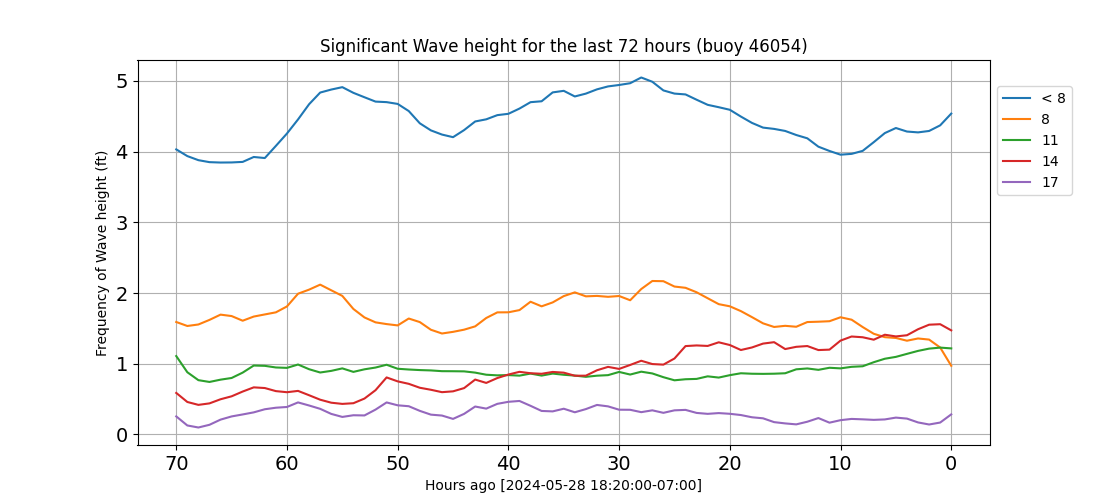 Significant Wave height for the last 72 hours (buoy 46054)
Frequency of Wave height (ft)
5
4
3
2
1
0
70 60 50 40 30 20 10 0
Hours ago [2024-05-28 18:20:00-07:00]
< 8
8
11
14
17